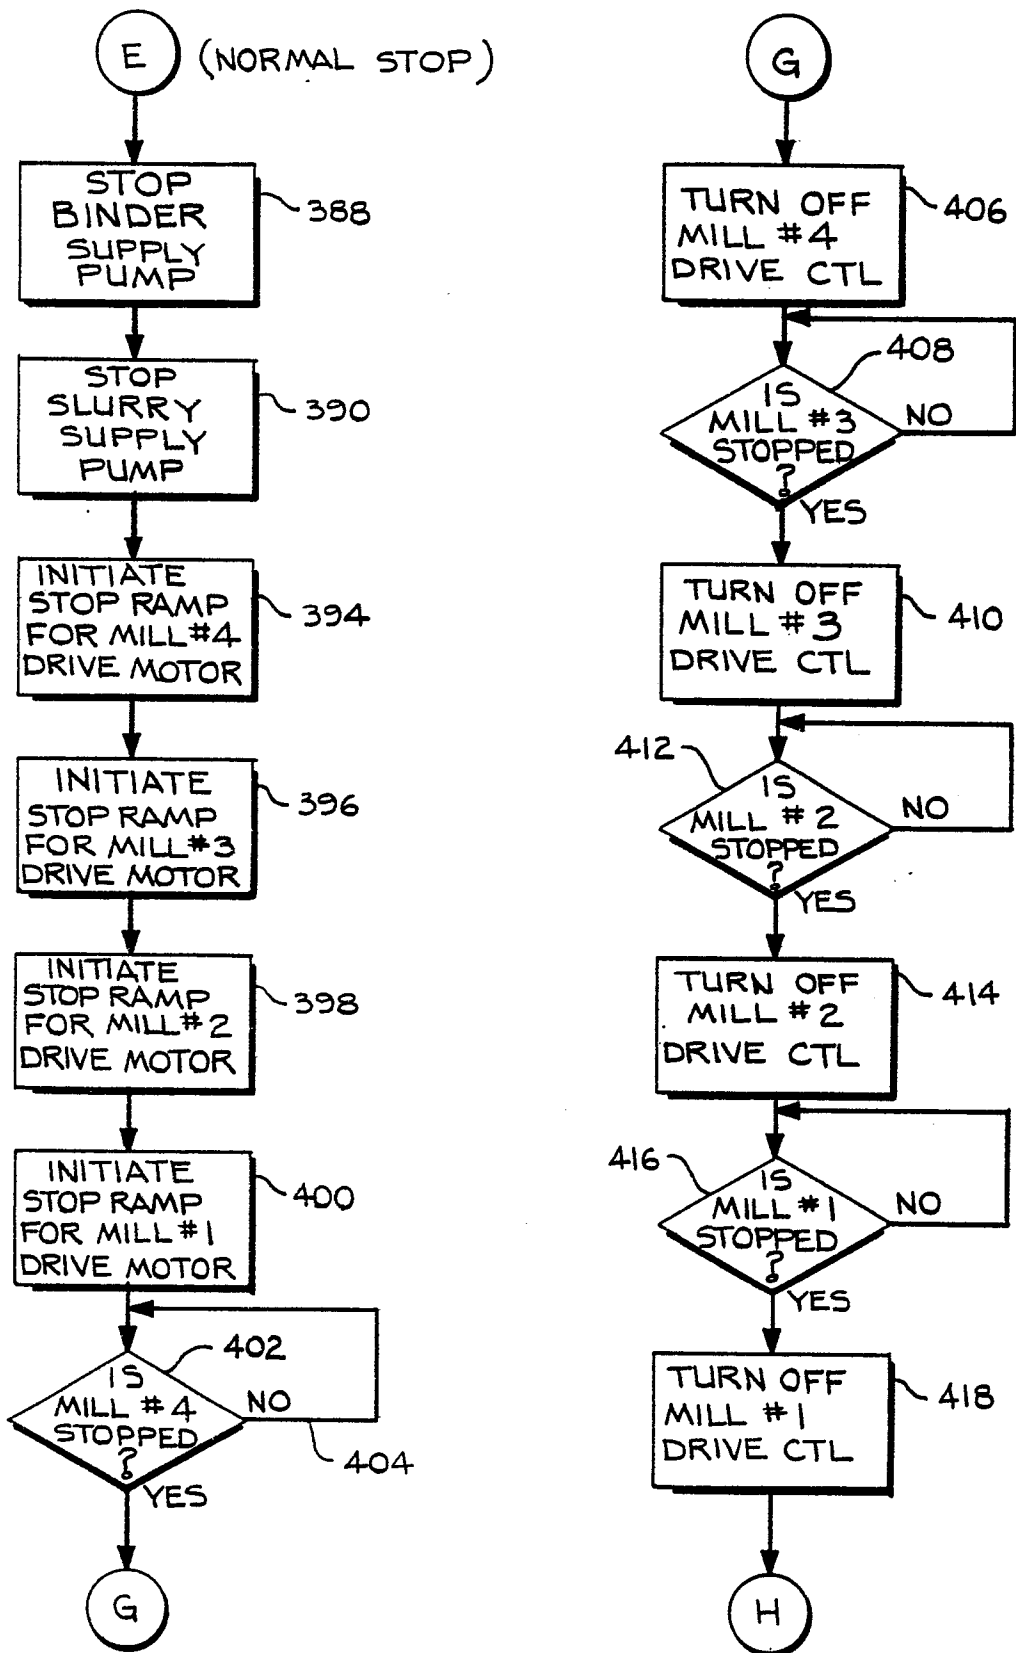 E (NORMAL STOP)
STOP
BINDER
SUPPLY
PUMP
388
STOP
SLURRY
SUPPLY
PUMP
390
INITIATE
STOP RAMP
FOR MILL #4
DRIVE MOTOR
394
INITIATE
STOP RAMP
FOR MILL #3
DRIVE MOTOR
396
INITIATE
STOP RAMP
FOR MILL #2
DRIVE MOTOR
398
INITIATE
STOP RAMP
FOR MILL #1
DRIVE MOTOR
400
402
IS
MILL #4
STOPPED
?
NO
404
YES
G
G
TURN OFF
MILL #4
DRIVE CTL
406
408
IS
MILL #3
STOPPED
?
NO
YES
TURN OFF
MILL #3
DRIVE CTL
410
412
IS
MILL #2
STOPPED
?
NO
YES
TURN OFF
MILL #2
DRIVE CTL
414
416
IS
MILL #1
STOPPED
?
NO
YES
TURN OFF
MILL #1
DRIVE CTL
418
H